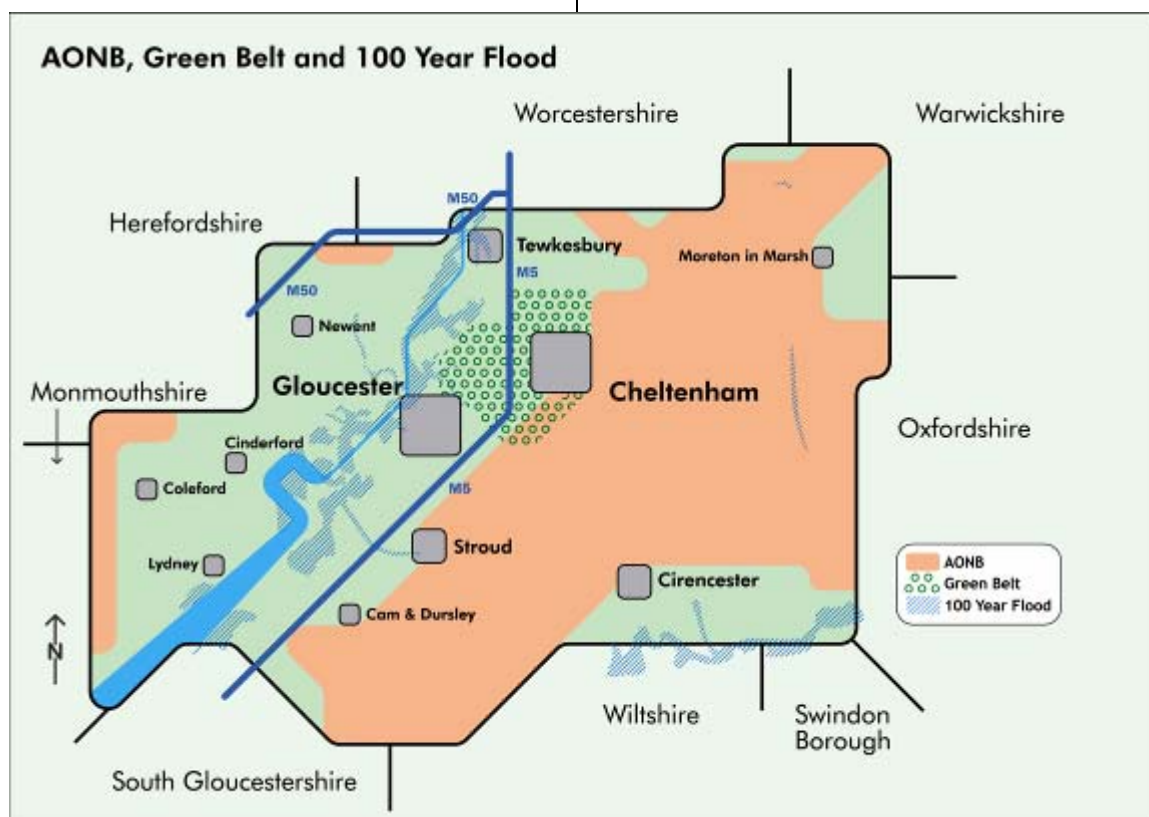 AONB, Green Belt and 100 Year Flood
Worcestershire
Warwickshire
Herefordshire
M50
Tewkesbury
Moreton in Marsh
M5
M50
Newent
Monmouthshire
Gloucester
Cheltenham
Oxfordshire
Cinderford
Coleford
M5
Stroud
Lydney
Cirencester
AONB
Green Belt
100 Year Flood
Cam & Dursley
N
Wiltshire
Swindon
Borough
South Gloucestershire